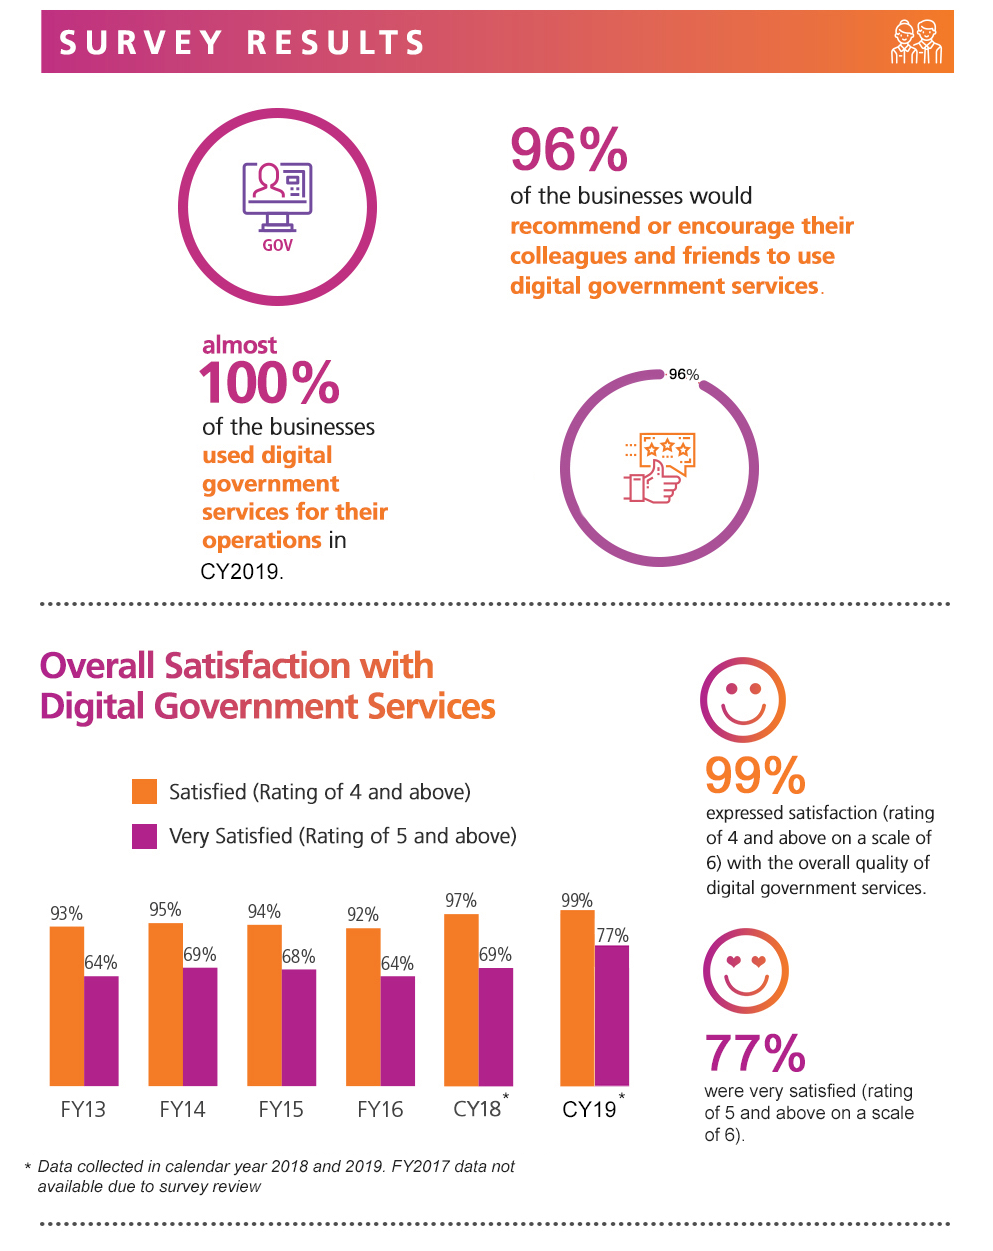 SURVEY RESULTS
GOV
almost
100%
of the businesses
used digital
government
services for their
operations in
CY2019.
96%
of the businesses would
recommend or encourage their
colleagues and friends to use
digital government services.
96%
Overall Satisfaction with
Digital Government Services
Satisfied (Rating of 4 and above)
Very Satisfied (Rating of 5 and above)
93% 64% 95% 69% 94% 68% 92% 64% 97% 69% 99% 77%
FY13 FY14 FY15 FY16 CY18* CY19*
* Data collected in calendar year 2018 and 2019. FY2017 data not
available due to survey review
99%
expressed satisfaction (rating
of 4 and above on a scale of
6) with the overall quality of
digital government services.
77%
were very satisfied (rating
of 5 and above on a scale
of 6).